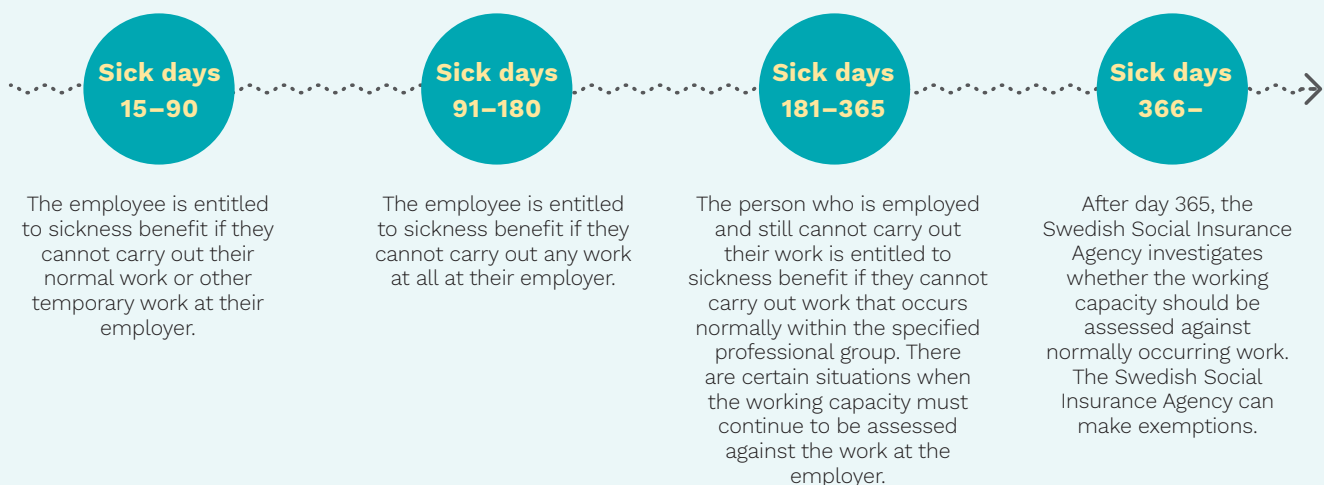 Sick days
15–90
The employee is entitled
to sickness benefit if they
cannot carry out their
normal work or other
temporary work at their
employer.
Sick days
91–180
The employee is entitled
to sickness benefit if they
cannot carry out any work
at all at their employer.
Sick days
181–365
The person who is employed
and still cannot carry out
their work is entitled to
sickness benefit if they cannot
carry out work that occurs
normally within the specified
professional group. There
are certain situations when
the working capacity must
continue to be assessed
against the work at the
employer.
Sick days
366–
After day 365, the
Swedish Social Insurance
Agency investigates
whether the working
capacity should be
assessed against
normally occurring work.
The Swedish Social
Insurance Agency can
make exemptions.